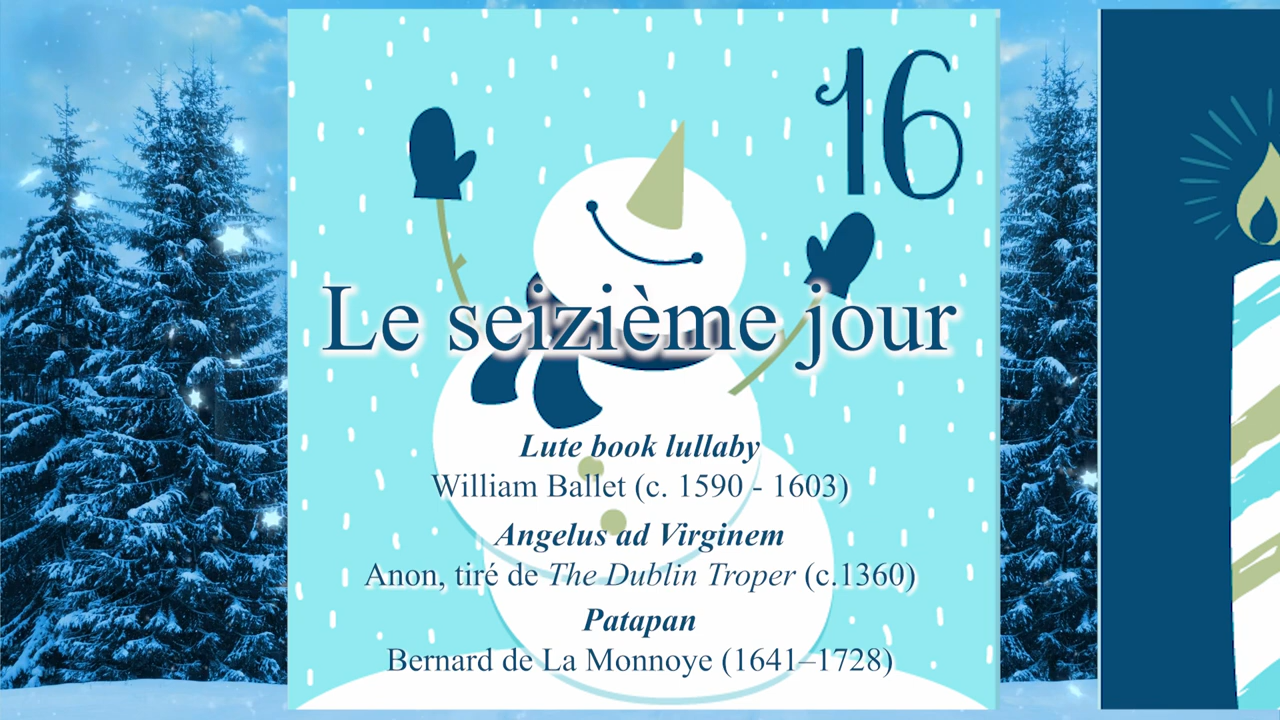 16
Le seizième jour
Lute book lullaby
William Ballet (c. 1590 - 1603)
Angelus ad Virginem
Anon, tiré de The Dublin Troper (c.1360)
Patapan
Bernard de La Monnoye (1641–1728)